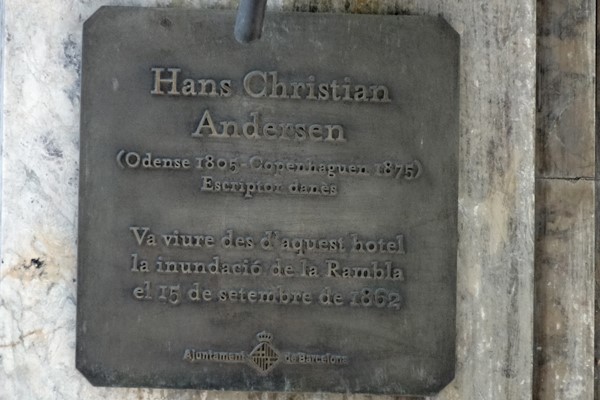 Hans Christian
Andersen
(Odense 1805 - Copenhaguen 1875)
Escriptor danès
Va viure des d'aquest hotel
la inundació de la Rambla
el 15 de setembre de 1862
Ajuntament de Barcelona